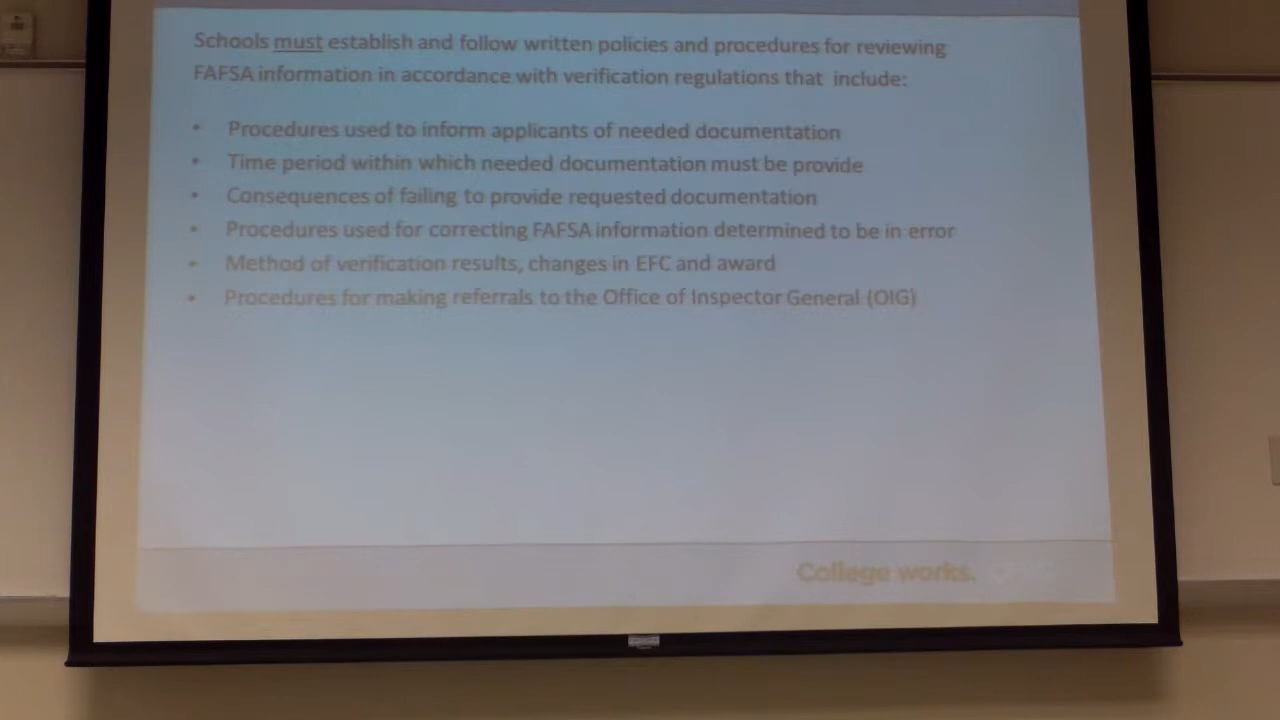 Schools must establish and follow written policies and procedures for reviewing
FAFSA information in accordance with verification regulations that include:
• Procedures used to inform applicants of needed documentation
• Time period within which needed documentation must be provide
• Consequences of failing to provide requested documentation
• Procedures used for correcting FAFSA information determined to be in error
• Method of verification results, changes in EFC and award
• Procedures for making referrals to the Office of Inspector General (OIG)
College works.